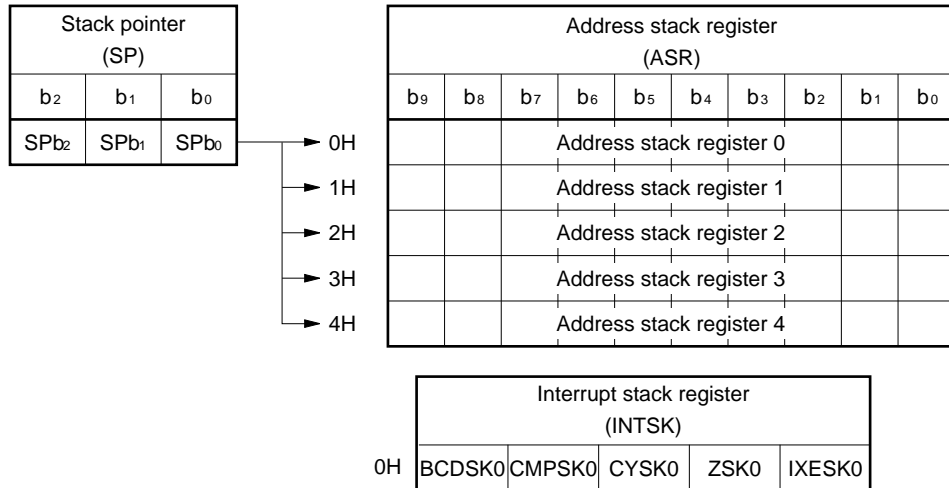 Stack pointer
(SP)
b2 b1 b0
SPb2 SPb1 SPb0
Address stack register
(ASR)
b9 b8 b7 b6 b5 b4 b3 b2 b1 b0
0H Address stack register 0
1H Address stack register 1
2H Address stack register 2
3H Address stack register 3
4H Address stack register 4
Interrupt stack register
(INTSK)
0H BCDSK0 CMPSK0 CYSK0 ZSK0 IXESK0